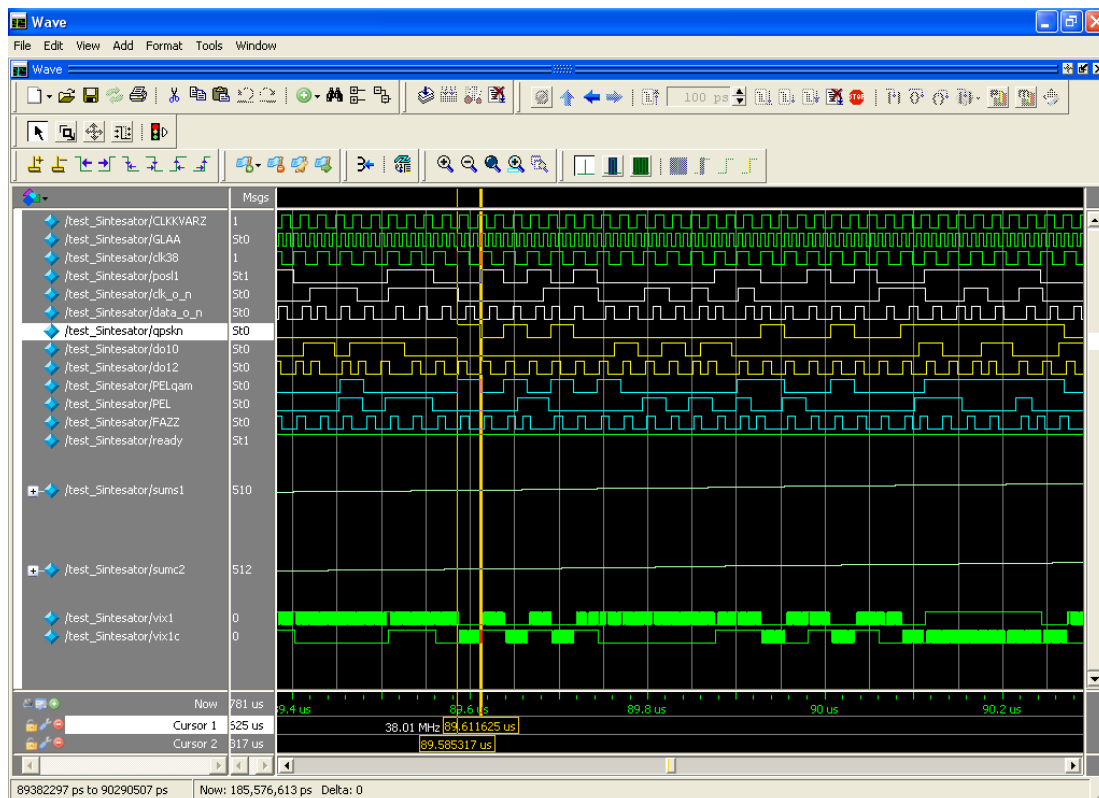 Wave
File Edit View Add Format Tools Window
Wave
100 ps
Msgs
/test_Sintesator/CLKKVARZ 1
/test_Sintesator/GLAA St0
/test_Sintesator/clk38 1
/test_Sintesator/posl1 St1
/test_Sintesator/clk_o_n St0
/test_Sintesator/data_o_n St0
/test_Sintesator/qpskn St0
/test_Sintesator/do10 St0
/test_Sintesator/do12 St0
/test_Sintesator/PELqam St0
/test_Sintesator/PEL St0
/test_Sintesator/FAZZ St0
/test_Sintesator/ready St1
/test_Sintesator/sums1 510
/test_Sintesator/sumc2 512
/test_Sintesator/vix1 0
/test_Sintesator/vix1c 0
Now 781 us 39.4 us 89.6 us 89.8 us 90 us 90.2 us
Cursor 1 625 us 38.01 MHz 89.611625 us
Cursor 2 317 us 89.585317 us
89382297 ps to 90290507 ps Now: 185,576,613 ps Delta: 0